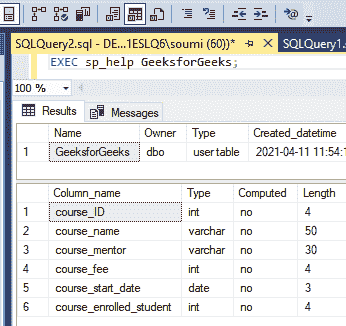 SQLQuery2.sql - DE...1ESLQ6\soumi (60))*
SQLQuery1.
EXEC sp_help GeeksforGeeks;
100 %
Results Messages
Name Owner Type Created_datetime
1 GeeksforGeeks dbo user table 2021-04-11 11:54:1
Column_name Type Computed Length
1 course_ID int no 4
2 course_name varchar no 50
3 course_mentor varchar no 30
4 course_fee int no 4
5 course_start_date date no 3
6 course_enrolled_student int no 4